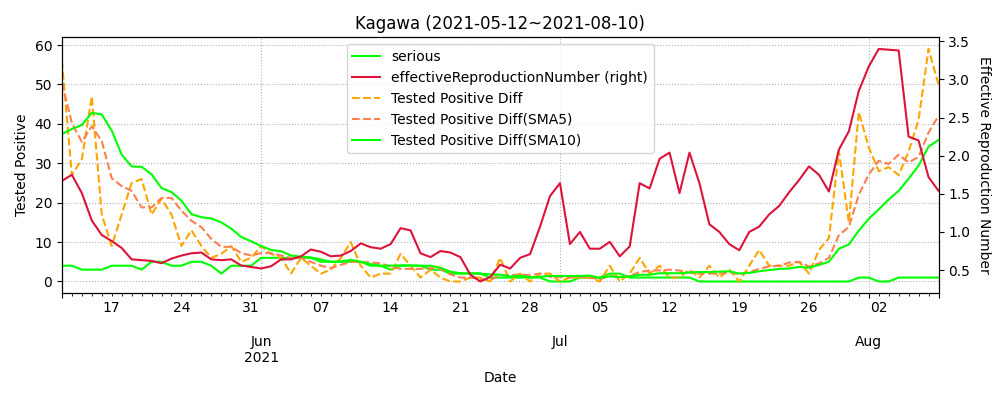 Kagawa (2021-05-12~2021-08-10)
serious
effectiveReproductionNumber (right)
Tested Positive Diff
Tested Positive Diff(SMA5)
Tested Positive Diff(SMA10)
Tested Positive
60
50
40
30
20
10
0
3.5
3.0
2.5
2.0
1.5
1.0
0.5
Effective Reproduction Number
17 24 31 07 14 21 28 05 12 19 26 02
Jun Jul Aug
2021
Date